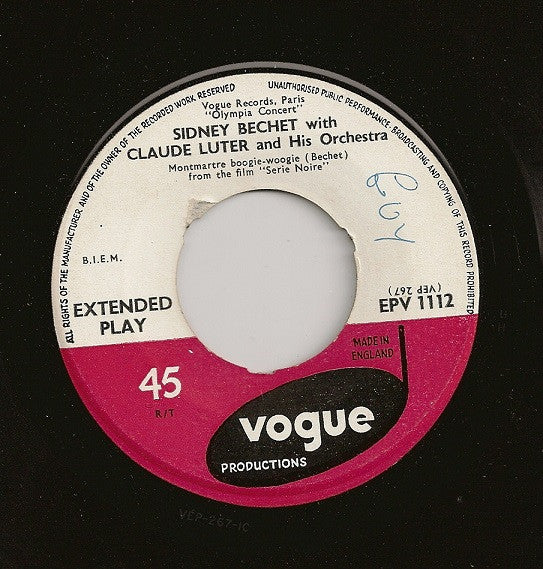 ALL RIGHTS OF THE MANUFACTURER AND OF THE OWNER OF THE RECORDED WORK RESERVED
UNAUTHORISED PUBLIC PERFORMANCE, BROADCASTING AND COPYING OF THIS RECORD PROHIBITED
Vogue Records, Paris
"Olympia Concert"
SIDNEY BECHET with
CLAUDE LUTER and His Orchestra
Montmartre boogie-woogie (Bechet)
from the film "Serie Noire"
B.I.E.M.
(VEP 267)
EXTENDED
PLAY
EPV 1112
MADE IN
ENGLAND
45
R/T
vogue
PRODUCTIONS
VEP-267-1C